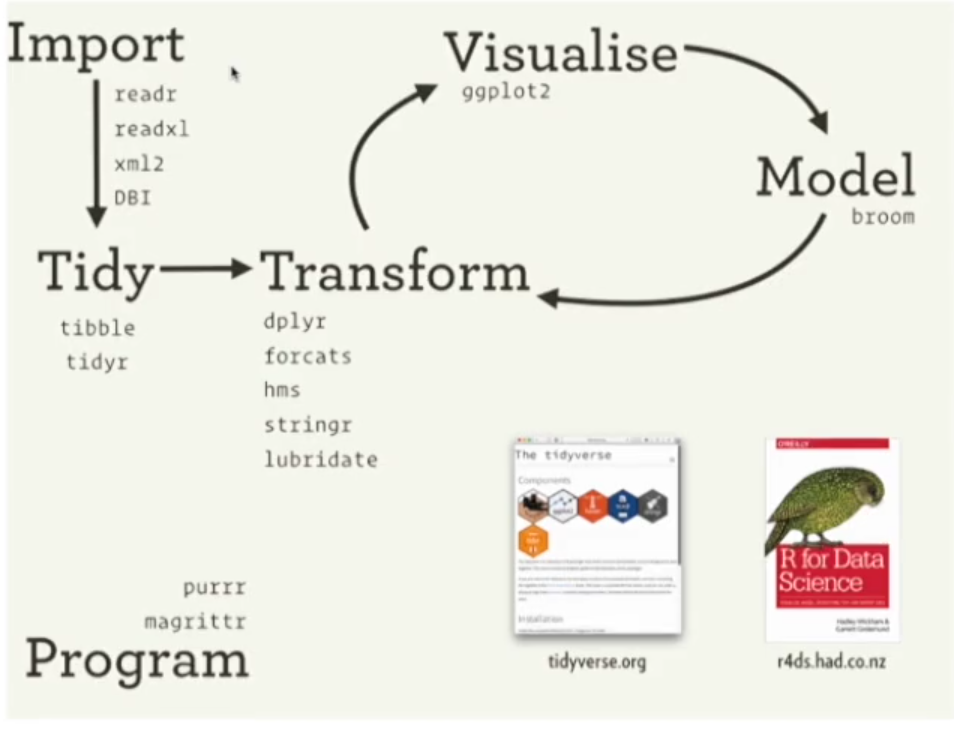 Import
readr
readxl
xml2
DBI
Visualise
ggplot2
Model
broom
Tidy
tibble
tidyr
Transform
dplyr
forcats
hms
stringr
lubridate
The tidyverse
Components
Installation
tidyverse.org
O'REILLY
R for Data
Science
Hadley Wickham &
Garrett Grolemund
r4ds.had.co.nz
purrr
magrittr
Program